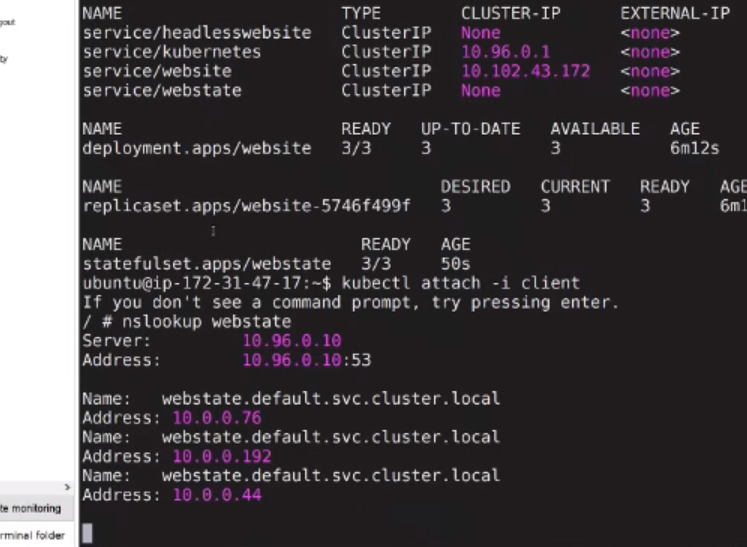 gout
ty
NAME TYPE CLUSTER-IP EXTERNAL-IP
service/headlesswebsite ClusterIP None <none>
service/kubernetes ClusterIP 10.96.0.1 <none>
service/website ClusterIP 10.102.43.172 <none>
service/webstate ClusterIP None <none>
NAME READY UP-TO-DATE AVAILABLE AGE
deployment.apps/website 3/3 3 3 6m12s
NAME DESIRED CURRENT READY AGE
replicaset.apps/website-5746f499f 3 3 3 6m1
NAME READY AGE
statefulset.apps/webstate 3/3 50s
ubuntu@ip-172-31-47-17:~$ kubectl attach -i client
If you don't see a command prompt, try pressing enter.
/ # nslookup webstate
Server: 10.96.0.10
Address: 10.96.0.10:53
Name: webstate.default.svc.cluster.local
Address: 10.0.0.76
Name: webstate.default.svc.cluster.local
Address: 10.0.0.192
Name: webstate.default.svc.cluster.local
Address: 10.0.0.44
te monitoring
rminal folder